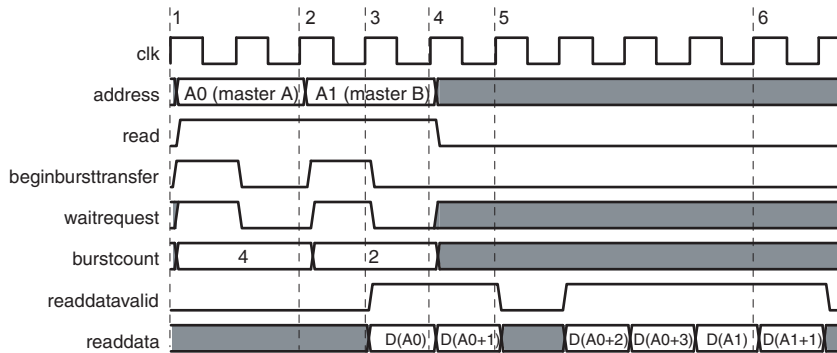 1 2 3 4 5 6
clk
address A0 (master A) A1 (master B)
read
beginbursttransfer
waitrequest
burstcount 4 2
readdatavalid
readdata D(A0) D(A0+1) D(A0+2) D(A0+3) D(A1) D(A1+1)